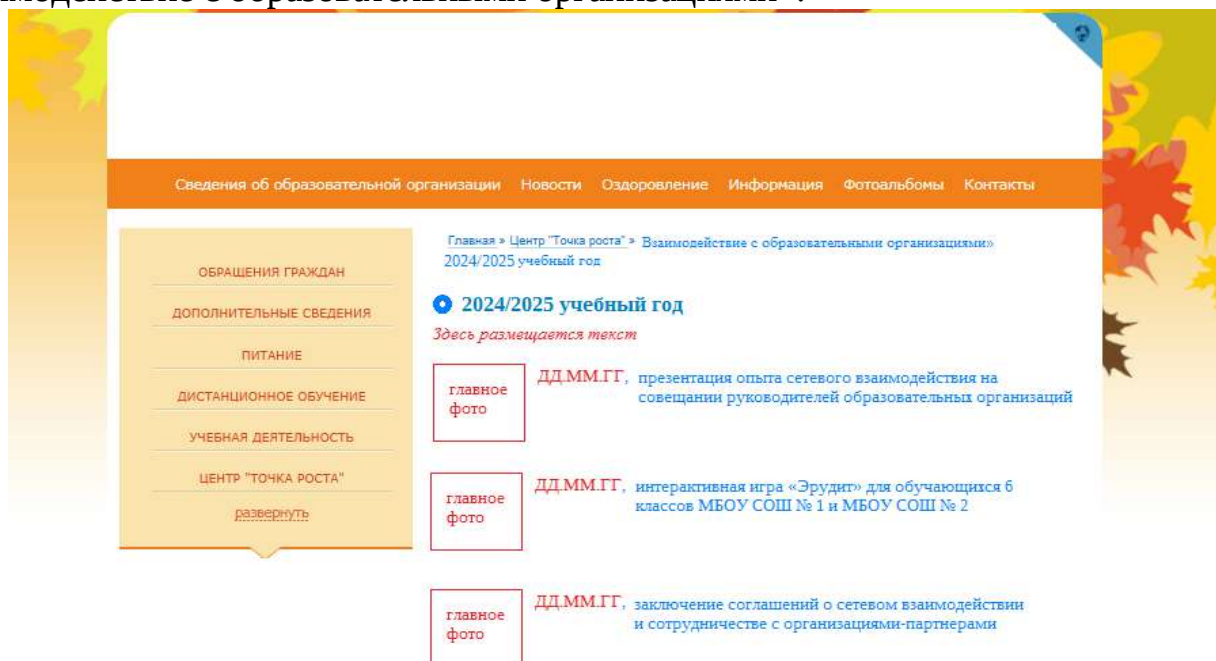 образовательными организациями".
Сведения об образовательной организации Новости Оздоровление Информация Фотоальбомы Контакты
ОБРАЩЕНИЯ ГРАЖДАН
ДОПОЛНИТЕЛЬНЫЕ СВЕДЕНИЯ
ПИТАНИЕ
ДИСТАНЦИОННОЕ ОБУЧЕНИЕ
УЧЕБНАЯ ДЕЯТЕЛЬНОСТЬ
ЦЕНТР "ТОЧКА РОСТА"
развернуть
Главная » Центр "Точка роста" » Взаимодействие с образовательными организациями»
2024/2025 учебный год
2024/2025 учебный год
Здесь размещается текст
главное
фото
ДД.ММ.ГГ, презентация опыта сетевого взаимодействия на
совещании руководителей образовательных организаций
главное
фото
ДД.ММ.ГГ, интерактивная игра «Эрудит» для обучающихся 6
классов МБОУ СОШ № 1 и МБОУ СОШ № 2
главное
фото
ДД.ММ.ГГ, заключение соглашений о сетевом взаимодействии
и сотрудничестве с организациями-партнерами